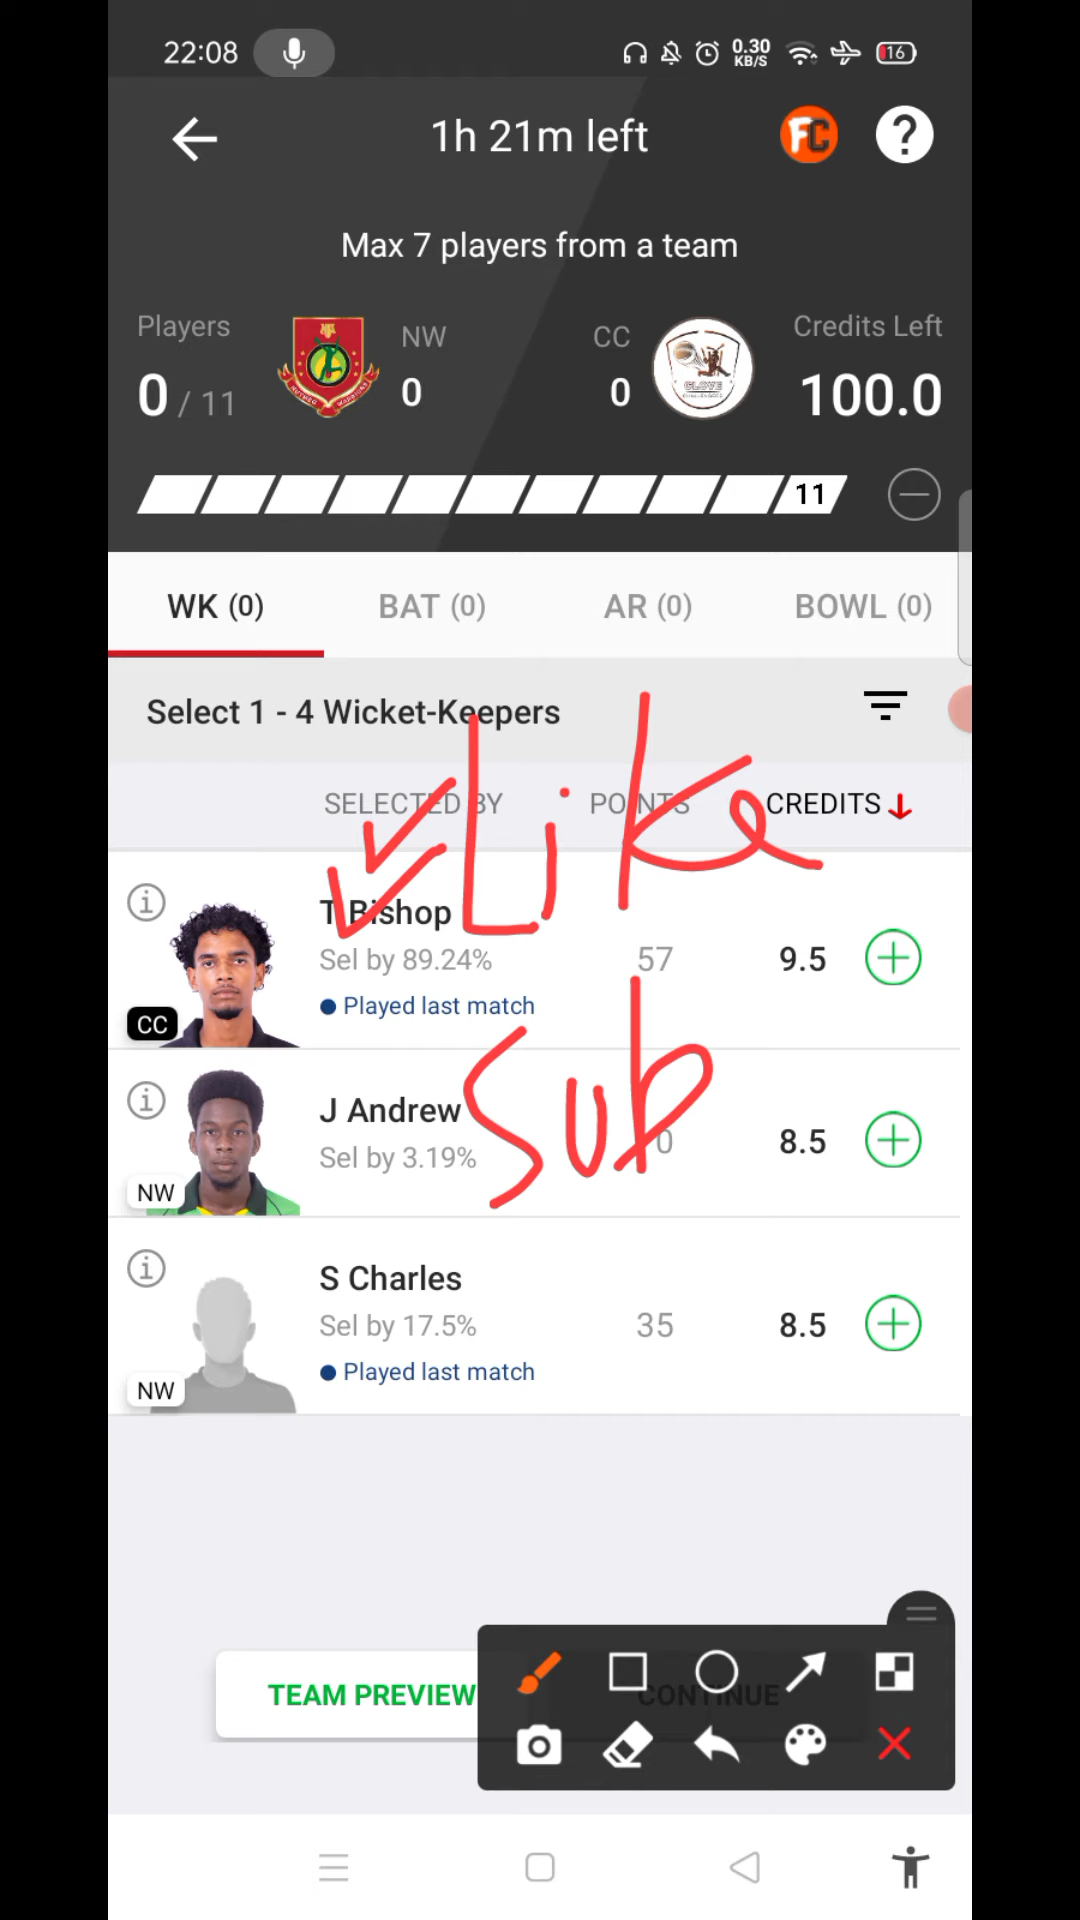 22:08 0.30 KB/S 16
1h 21m left FC ?
Max 7 players from a team
Players NW CC Credits Left
0 / 11 0 0 100.0
CLOVE
11
WK (0) BAT (0) AR (0) BOWL (0)
Select 1 - 4 Wicket-Keepers
SELECTED BY POINTS CREDITS
Like
T Bishop
Sel by 89.24% 57 9.5
Played last match
CC
Sub
J Andrew
Sel by 3.19% 0 8.5
NW
S Charles
Sel by 17.5% 35 8.5
Played last match
NW
TEAM PREVIEW CONTINUE